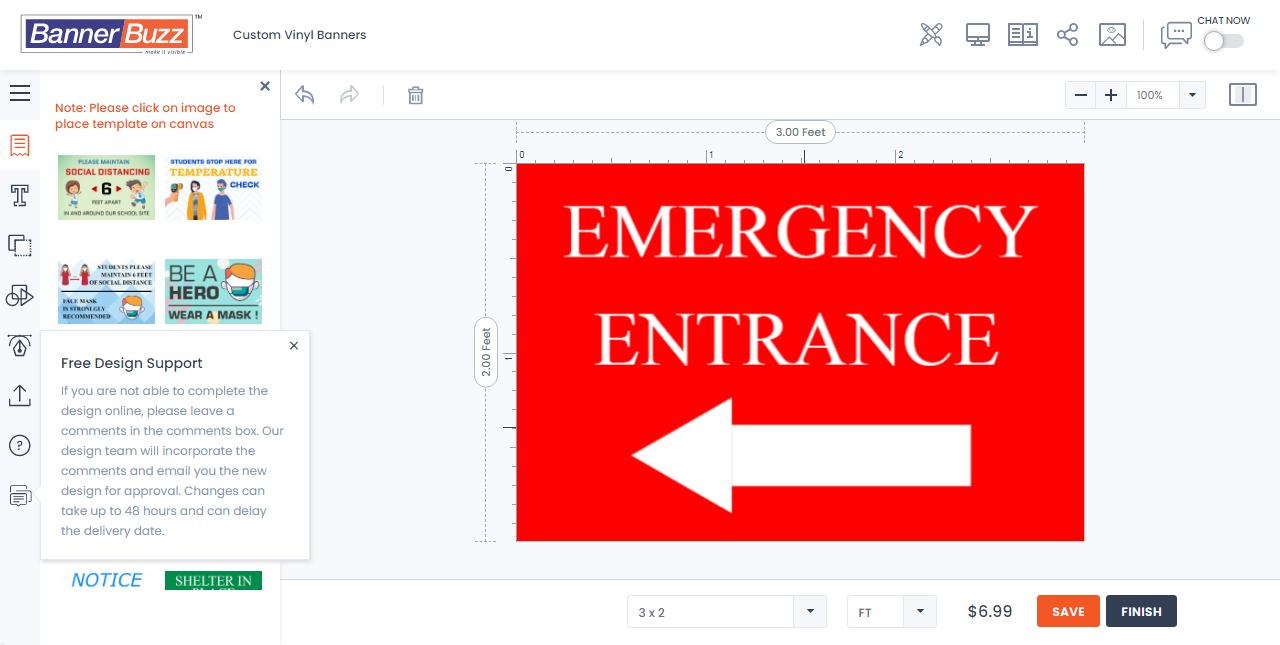 BannerBuzz™
make it visible
Custom Vinyl Banners
CHAT NOW
Note: Please click on image to
place template on canvas
100%
PLEASE MAINTAIN
SOCIAL DISTANCING
6
FEET APART
IN AND AROUND OUR SCHOOL SITE
STUDENTS STOP HERE FOR
TEMPERATURE
CHECK
STUDENTS PLEASE
MAINTAIN 6 FEET
OF SOCIAL DISTANCE
FACE MASK
IS STRONLGLY
RECOMMENDED
BE A
HERO
WEAR A MASK !
Free Design Support
If you are not able to complete the
design online, please leave a
comments in the comments box. Our
design team will incorporate the
comments and email you the new
design for approval. Changes can
take up to 48 hours and can delay
the delivery date.
NOTICE
SHELTER IN
PLACE
3.00 Feet
0 1 2
0
1
2.00 Feet
EMERGENCY
ENTRANCE
3 x 2
FT
$6.99
SAVE
FINISH